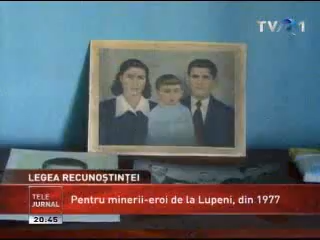 TVR 1
LEGEA RECUNOȘTINȚEI
TELE
JURNAL
Pentru minerii-eroi de la Lupeni, din 1977
20:45